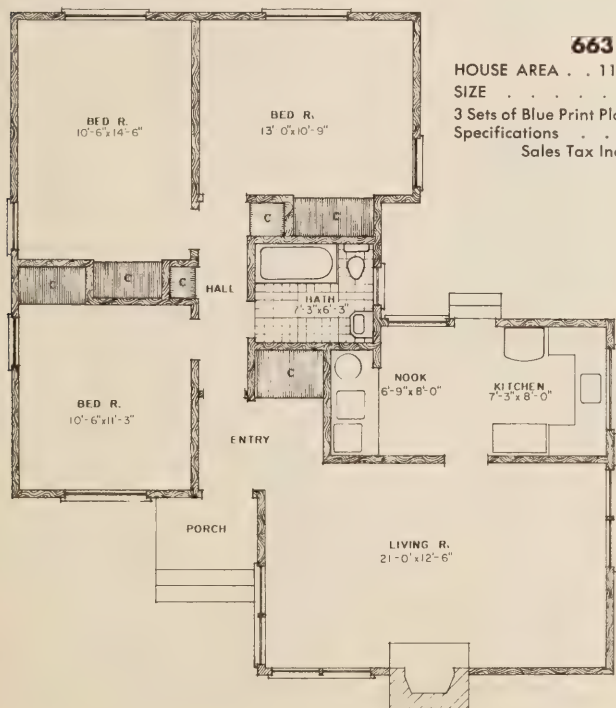 663
HOUSE AREA . . 11
SIZE . . . . .
3 Sets of Blue Print
Specifications . .
Sales Tax
BED R.
10'-6"x14'-6"
BED R.
13' 0"x10'-9"
C
C
C
C
C
HALL
BATH
7'-3"x6'-3"
C
BED R.
10'-6"x11'-3"
NOOK
6'-9"x8'-0"
KITCHEN
7'-3"x8'-0"
ENTRY
PORCH
LIVING R.
21-0'x12'-6"